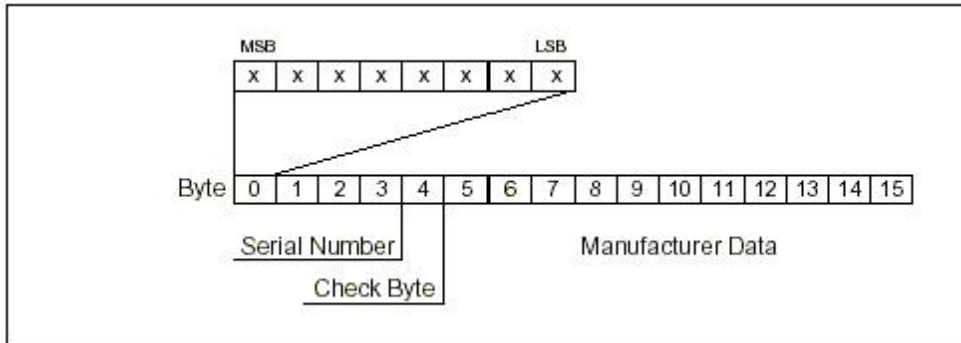 MSB LSB
x x x x x x x x
Byte 0 1 2 3 4 5 6 7 8 9 10 11 12 13 14 15
Serial Number Manufacturer Data
Check Byte